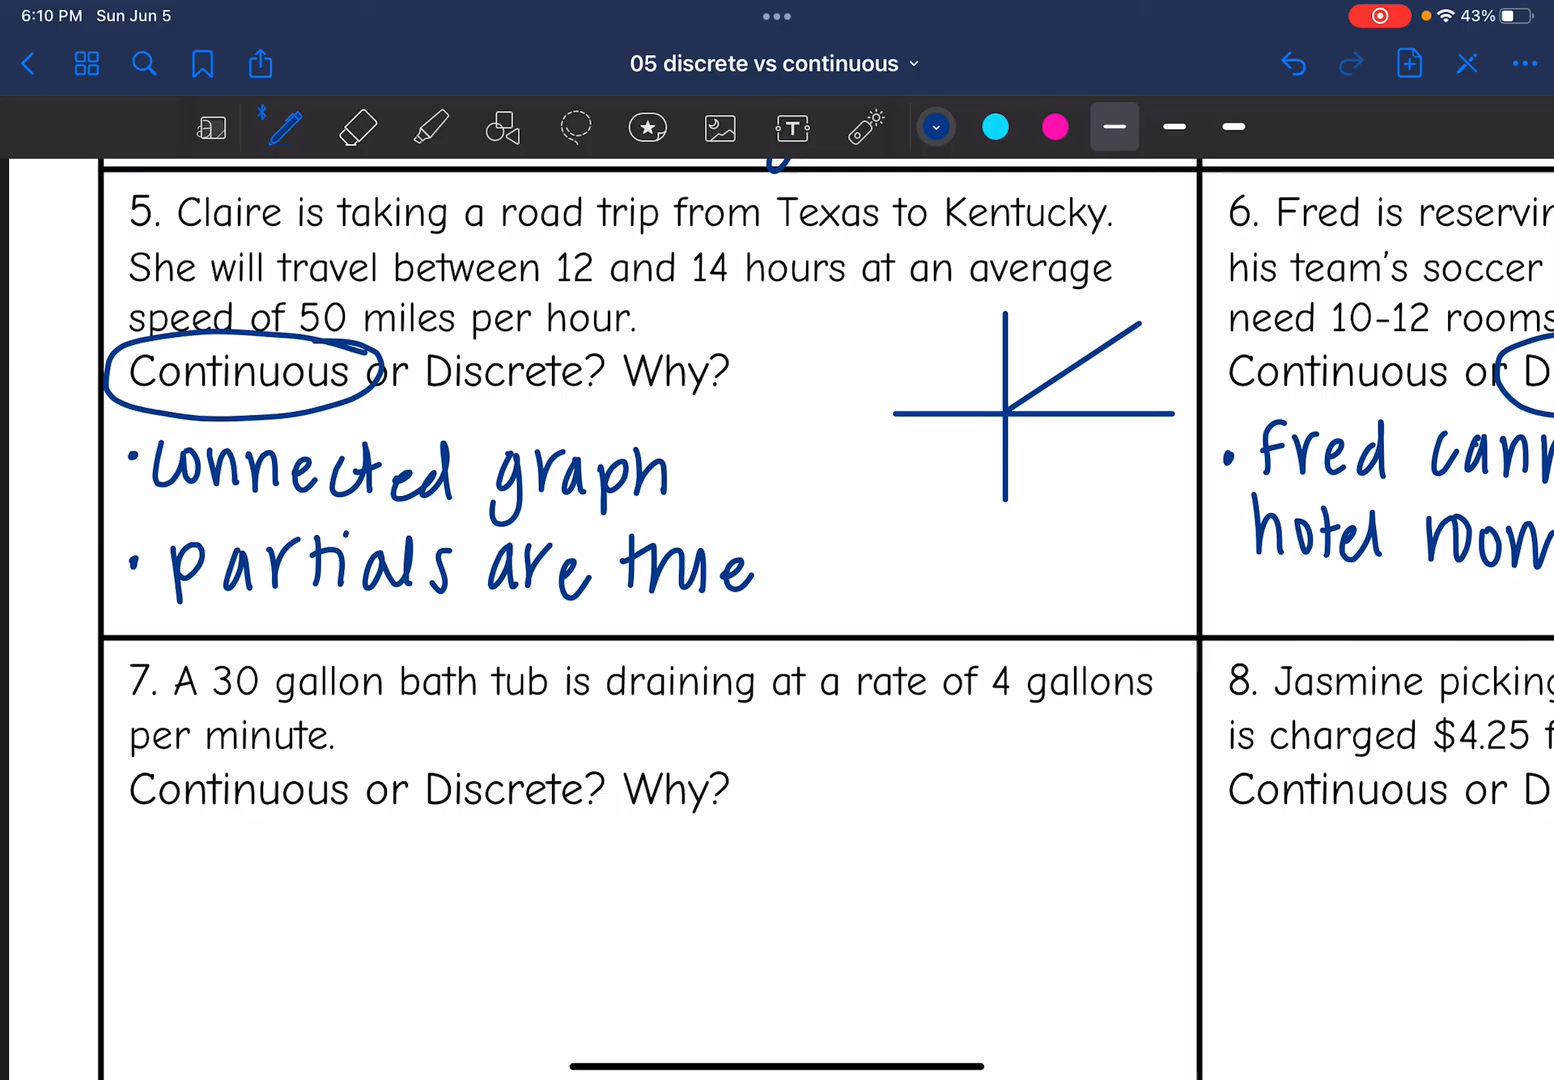 6:10 PM Sun Jun 5
43%
05 discrete vs continuous
5. Claire is taking a road trip from Texas to Kentucky.
She will travel between 12 and 14 hours at an average
speed of 50 miles per hour.
Continuous or Discrete? Why?
• connected graph
• partials are true
6. Fred is reservin
his team's soccer
need 10-12 rooms
Continuous or D
• Fred cann
hotel room
7. A 30 gallon bath tub is draining at a rate of 4 gallons
per minute.
Continuous or Discrete? Why?
8. Jasmine picking
is charged $4.25 f
Continuous or D